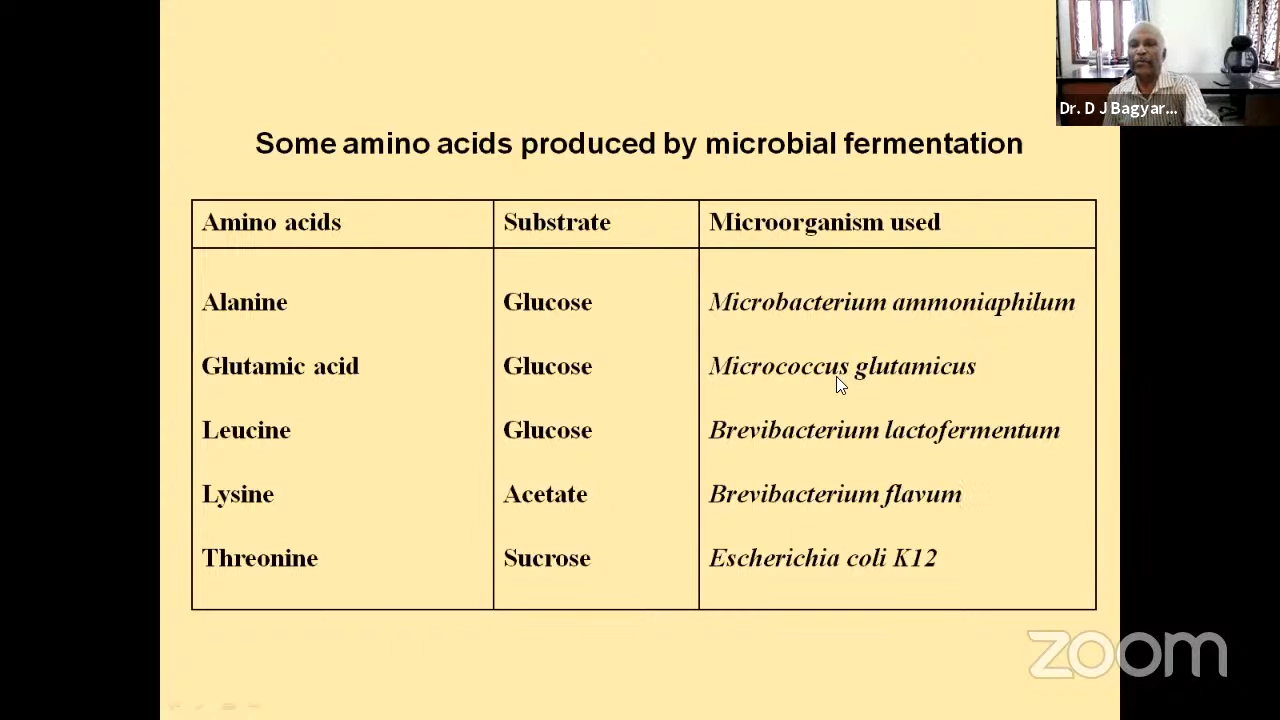 Dr. D J Bagyar...
Some amino acids produced by microbial fermentation
Amino acids Substrate Microorganism used
Alanine Glucose Microbacterium ammoniaphilum
Glutamic acid Glucose Micrococcus glutamicus
Leucine Glucose Brevibacterium lactofermentum
Lysine Acetate Brevibacterium flavum
Threonine Sucrose Escherichia coli K12
zoom